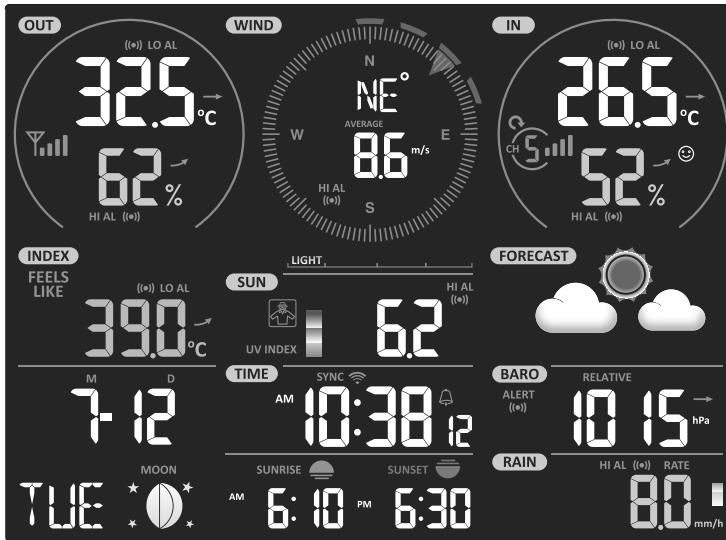 OUT
LO AL
32.5 °C
62 %
HI AL
WIND
N
NE°
W
AVERAGE
E
8.6 m/s
HI AL
S
IN
LO AL
26.5 °C
CH 5
52 %
HI AL
INDEX
FEELS
LIKE
LO AL
39.0 °C
LIGHT
SUN
HI AL
UV INDEX
6.2
FORECAST
M D
7-12
TUE
MOON
TIME
SYNC
AM 10:38 12
SUNRISE
AM 6:10
SUNSET
PM 6:30
BARO
RELATIVE
ALERT
1015 hPa
RAIN
HI AL RATE
8.0 mm/h